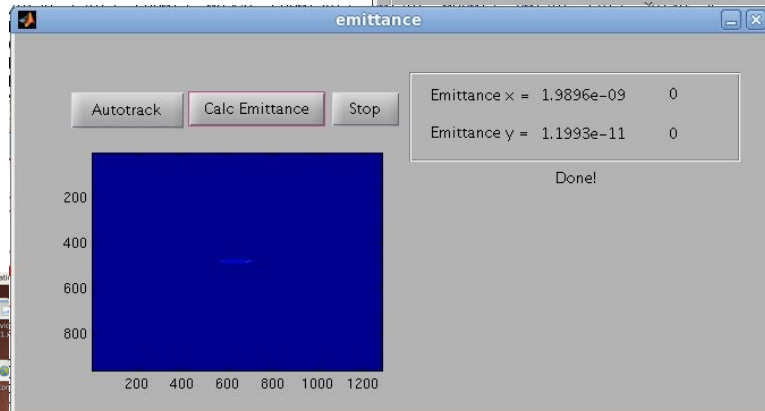 emittance
Autotrack
Calc Emittance
Stop
Emittance x = 1.9896e-09 0
Emittance y = 1.1993e-11 0
Done!
200
400
600
800
200 400 600 800 1000 1200